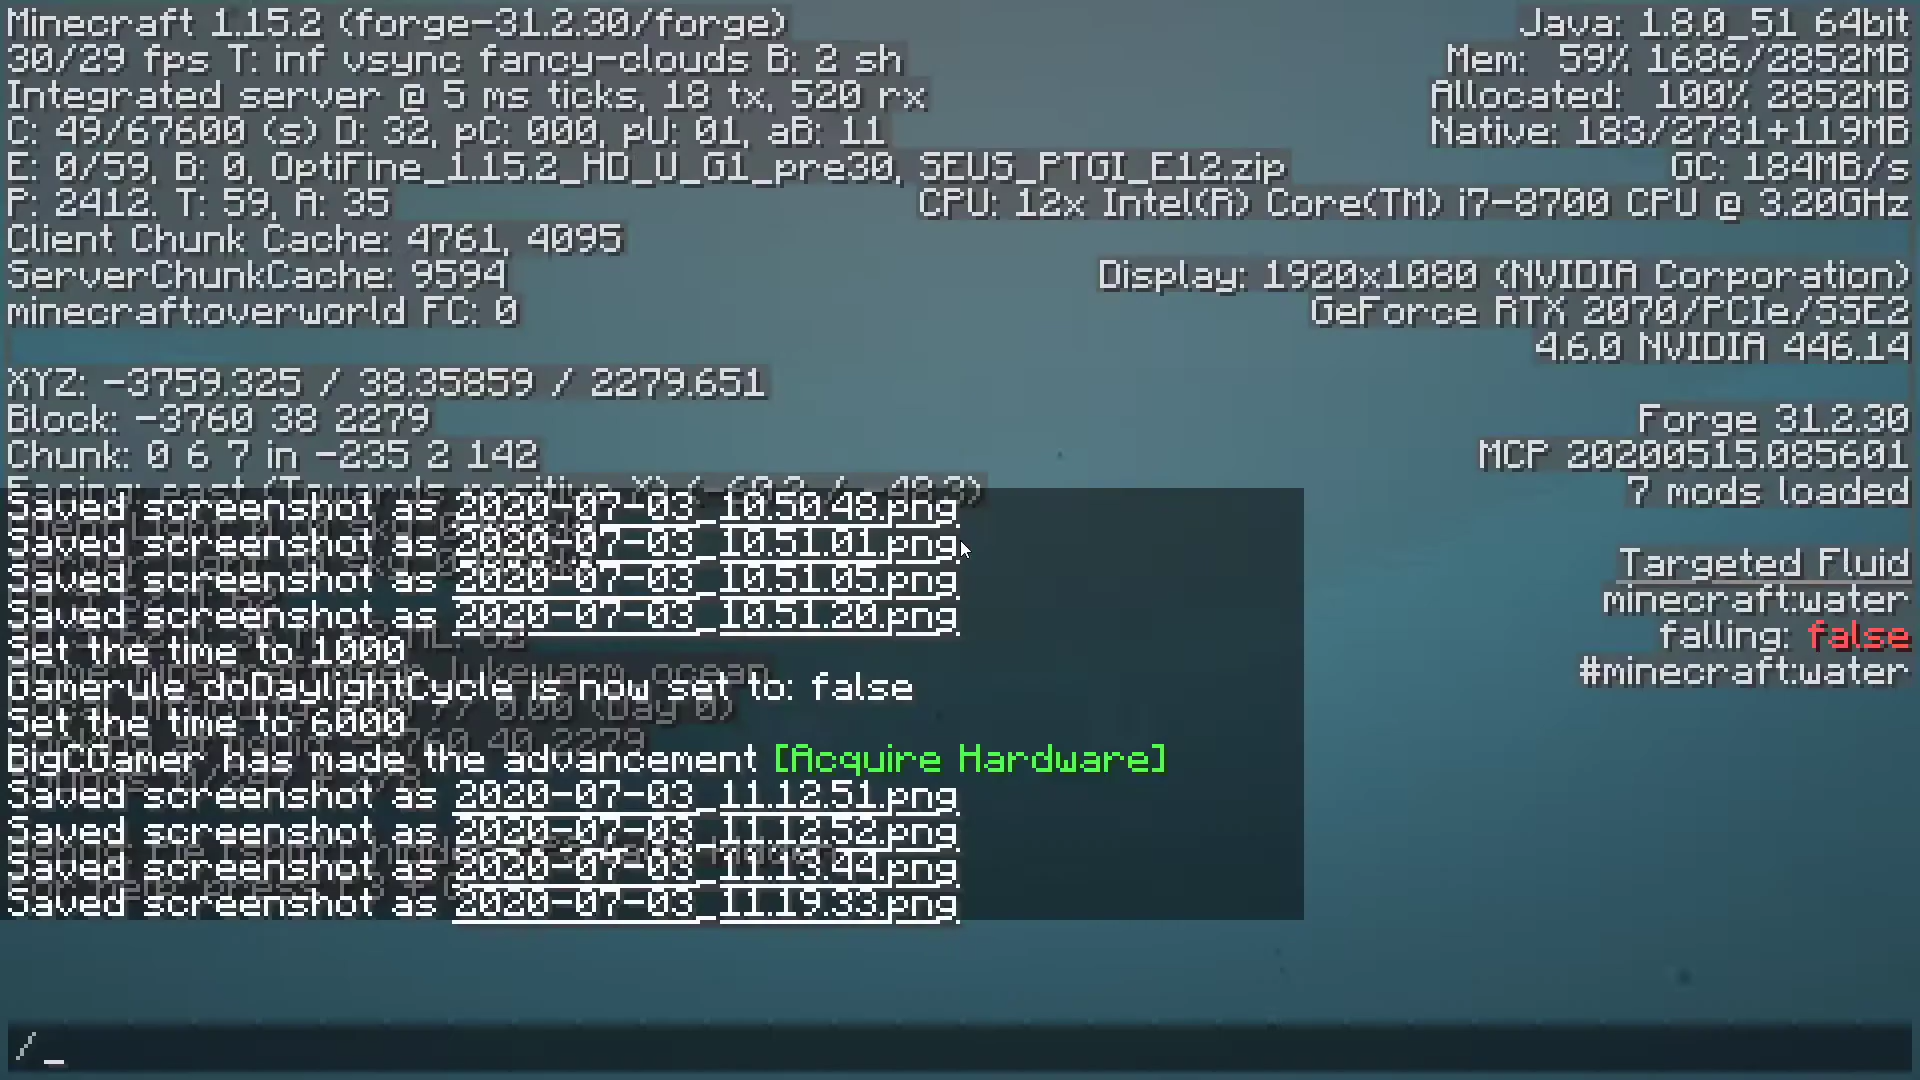 Minecraft 1.15.2 (forge-31.2.30/forge)
30/29 fps T: inf vsync fancy-clouds B: 2 sh
Integrated server @ 5 ms ticks, 18 tx, 520 rx
C: 49/67600 (s) D: 32, pC: 000, pU: 01, aB: 11
E: 0/59, B: 0, OptiFine_1.15.2_HD_U_G1_pre30, SEUS_PTGI_E12.zip
P: 2412. T: 59, A: 35
Client Chunk Cache: 4761, 4095
ServerChunkCache: 9594
minecraft:overworld FC: 0
XYZ: -3759.325 / 38.35859 / 2279.651
Block: -3760 38 2279
Chunk: 0 6 7 in -235 2 142
Facing: east (Towards positive X)
Saved screenshot as 2020-07-03_10.50.48.png
Saved screenshot as 2020-07-03_10.51.01.png
Saved screenshot as 2020-07-03_10.51.05.png
Saved screenshot as 2020-07-03_10.51.20.png
Set the time to 1000
lukewarm_ocean
Gamerule doDaylightCycle is now set to: false
0.00 (Day 0)
Set the time to 6000
-3760 40 2279
BigCGamer has made the advancement [Acquire Hardware]
Saved screenshot as 2020-07-03_11.12.51.png
Saved screenshot as 2020-07-03_11.12.52.png
Saved screenshot as 2020-07-03_11.13.44.png
Saved screenshot as 2020-07-03_11.19.33.png
/_
Java: 1.8.0_51 64bit
Mem: 59% 1686/2852MB
Allocated: 100% 2852MB
Native: 183/2731+119MB
GC: 184MB/s
CPU: 12x Intel(R) Core(TM) i7-8700 CPU @ 3.20GHz
Display: 1920x1080 (NVIDIA Corporation)
GeForce RTX 2070/PCIe/SSE2
4.6.0 NVIDIA 446.14
Forge 31.2.30
MCP 20200515.085601
7 mods loaded
Targeted Fluid
minecraft:water
falling: false
#minecraft:water